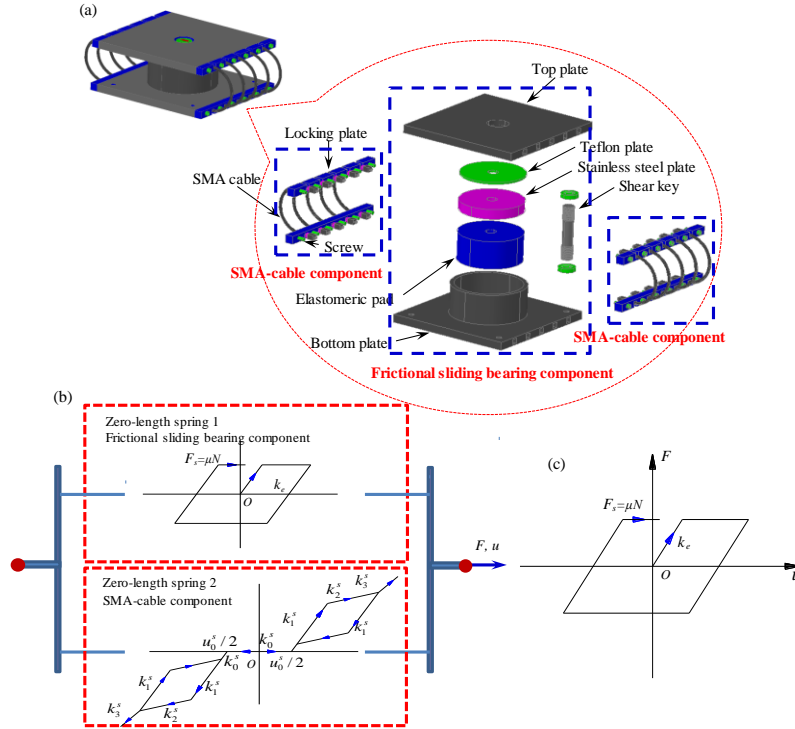 (a)
Top plate
Locking plate
Teflon plate
SMA cable
Stainless steel plate
Shear key
Screw
SMA-cable component
Elastomeric pad
Bottom plate
SMA-cable component
Frictional sliding bearing component
(b)
Zero-length spring 1
Frictional sliding bearing component
F_s=μN
k_e
O
Zero-length spring 2
SMA-cable component
k_3^s
k_2^s
k_1^s
k_1^s
u_0^s/2
k_0^s
k_0^s
O
u_0^s/2
k_1^s
k_1^s
k_2^s
k_3^s
F, u
(c)
F
F_s=μN
k_e
O